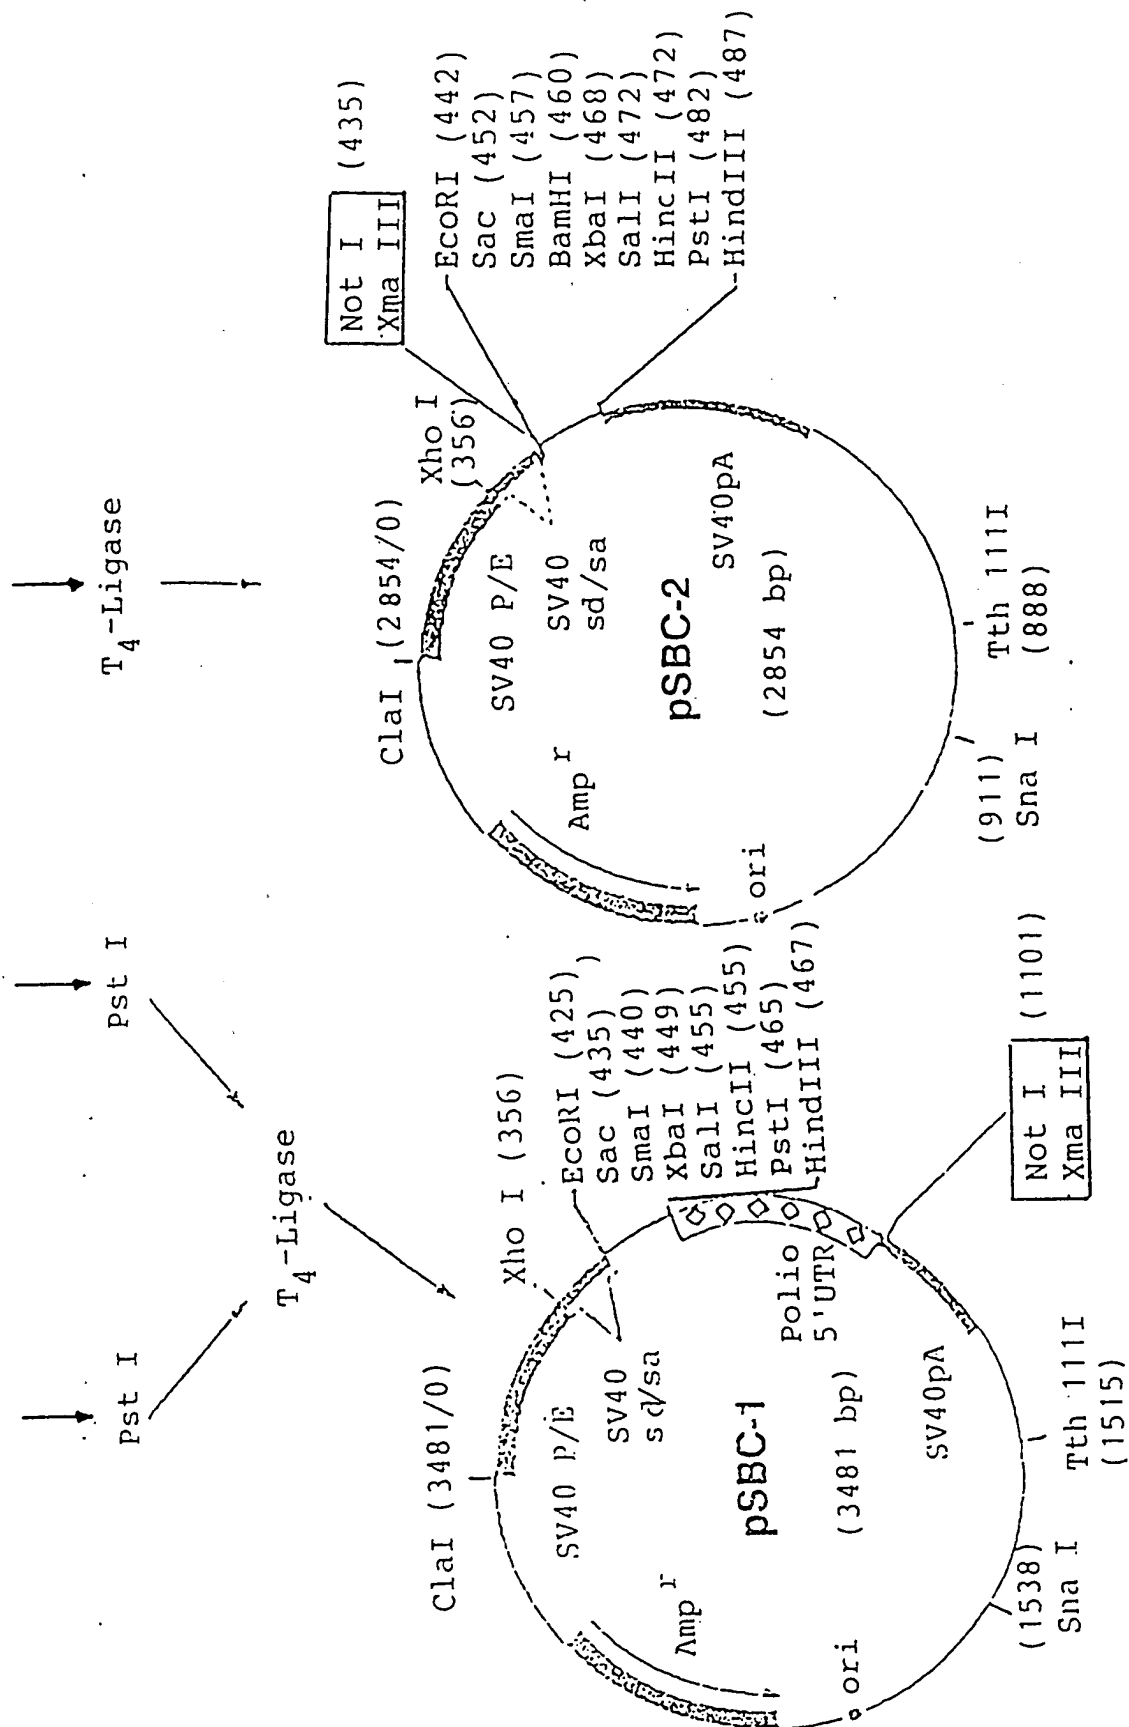 Pst I
Pst I
T4-Ligase
T4-Ligase
ClaI (3481/0)
Xho I (356)
EcoRI (425)
Sac (435)
SmaI (440)
XbaI (449)
SalI (455)
HincII (455)
PstI (465)
HindIII (467)
SV40 P/E
SV40
sd/sa
Polio
5'UTR
pSBC-1
(3481 bp)
SV40pA
Amp r
ori
Not I
Xma III
(1101)
Tth 111I
(1515)
(1538)
Sna I
ClaI (2854/0)
Xho I
(356)
Not I
Xma III
(435)
EcoRI (442)
Sac (452)
SmaI (457)
BamHI (460)
XbaI (468)
SalI (472)
HincII (472)
PstI (482)
HindIII (487)
SV40 P/E
SV40
sd/sa
SV40pA
pSBC-2
(2854 bp)
Amp r
ori
Tth 111I
(888)
(911)
Sna I